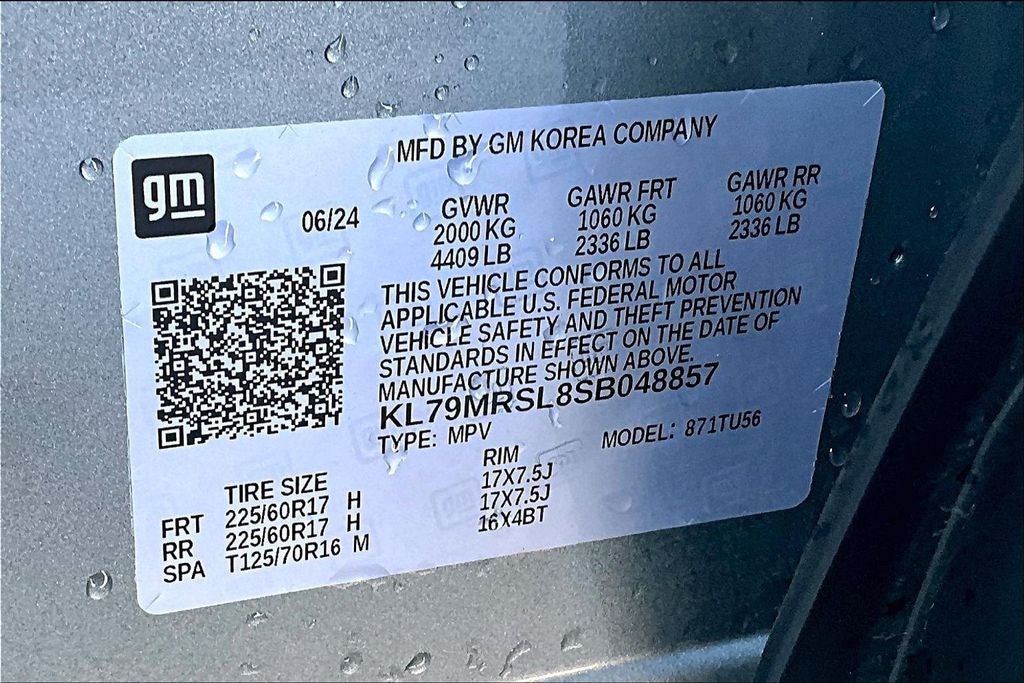 MFD BY GM KOREA COMPANY
gm
06/24
GVWR GAWR FRT GAWR RR
2000 KG 1060 KG 1060 KG
4409 LB 2336 LB 2336 LB
THIS VEHICLE CONFORMS TO ALL
APPLICABLE U.S. FEDERAL MOTOR
VEHICLE SAFETY AND THEFT PREVENTION
STANDARDS IN EFFECT ON THE DATE OF
MANUFACTURE SHOWN ABOVE.
KL79MRSL8SB048857
TYPE: MPV MODEL: 871TU56
TIRE SIZE RIM
FRT 225/60R17 H 17X7.5J
RR 225/60R17 H 17X7.5J
SPA T125/70R16 M 16X4BT